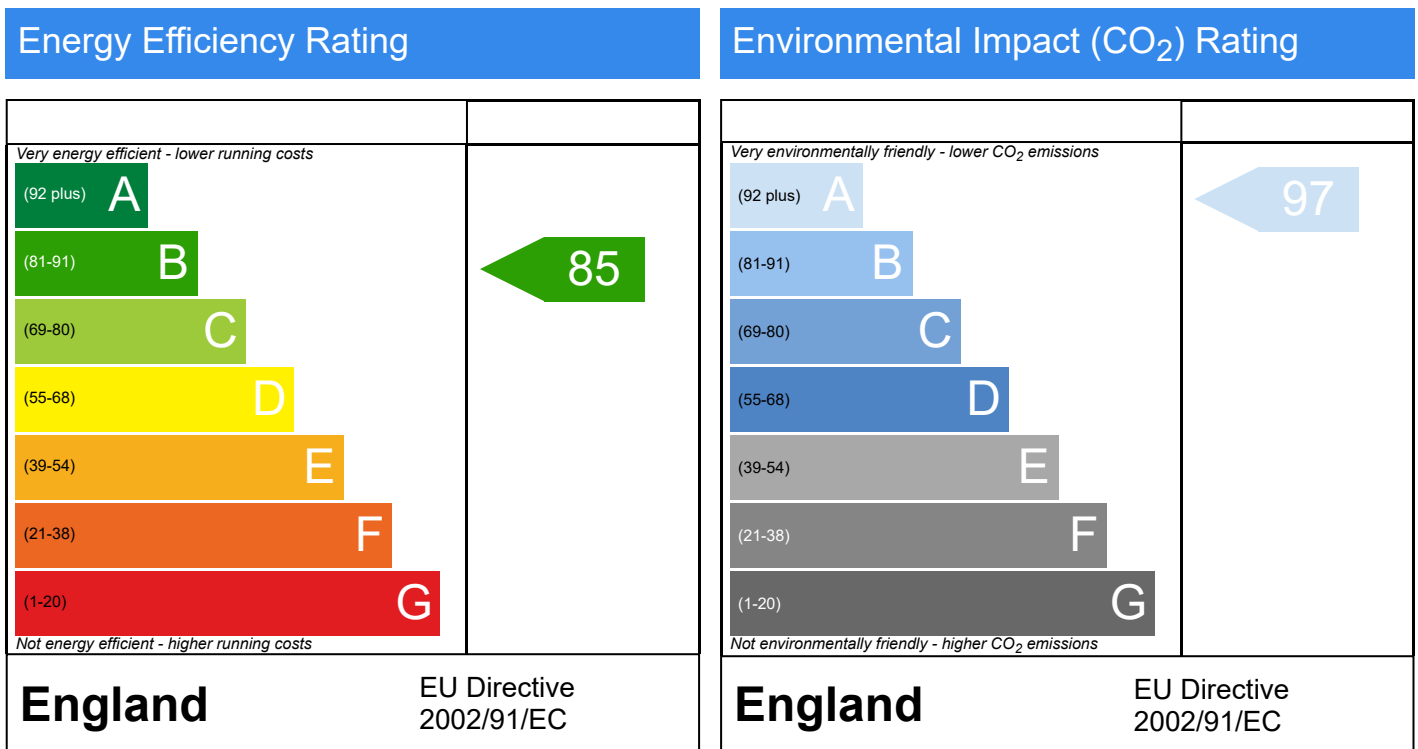 Energy Efficiency Rating
Very energy efficient - lower running costs
(92 plus) A
(81-91) B
85
(69-80) C
(55-68) D
(39-54) E
(21-38) F
(1-20) G
Not energy efficient - higher running costs
England
EU Directive
2002/91/EC
Environmental Impact (CO₂) Rating
Very environmentally friendly - lower CO₂ emissions
(92 plus) A
97
(81-91) B
(69-80) C
(55-68) D
(39-54) E
(21-38) F
(1-20) G
Not environmentally friendly - higher CO₂ emissions
England
EU Directive
2002/91/EC